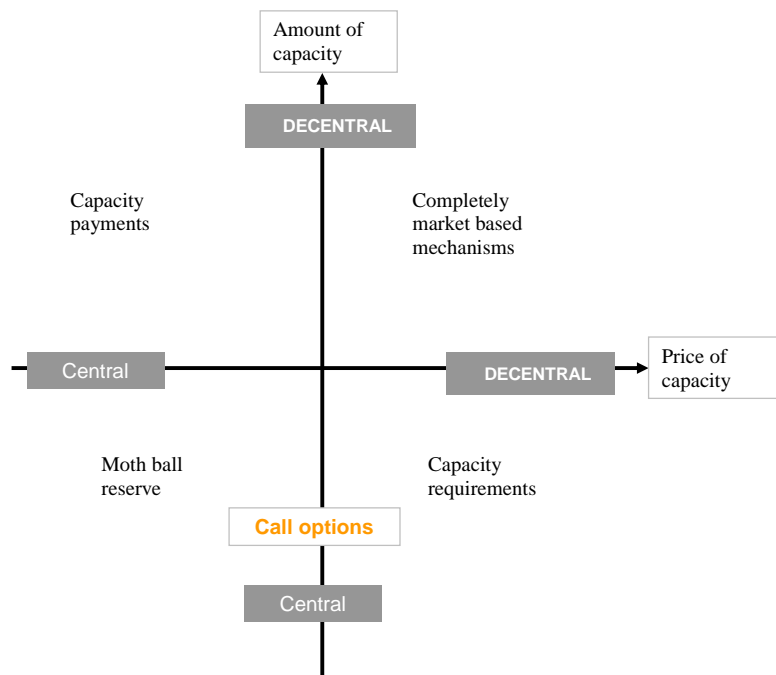 Amount of
capacity
DECENTRAL
Capacity
payments
Completely
market based
mechanisms
Central
DECENTRAL
Price of
capacity
Moth ball
reserve
Capacity
requirements
Call options
Central